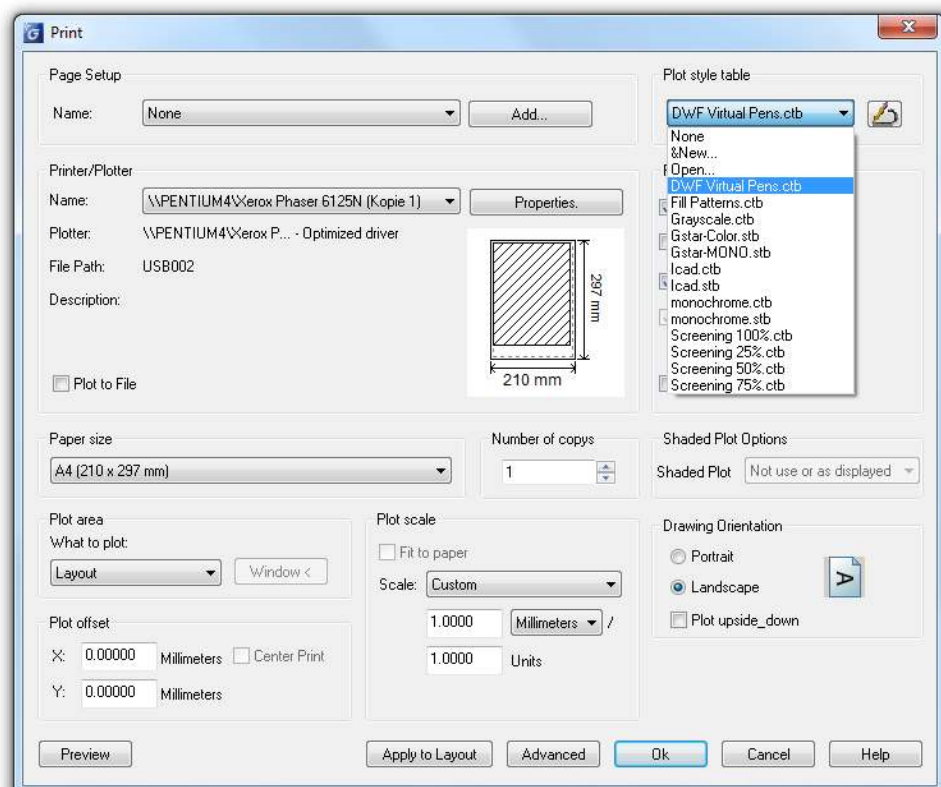 Print
Page Setup
Name: None Add...
Plot style table
DWF Virtual Pens.ctb
None
&New...
Open...
DWF Virtual Pens.ctb
Fill Patterns.ctb
Grayscale.ctb
Gstar-Color.stb
Gstar-MONO.stb
Icad.ctb
Icad.stb
monochrome.ctb
monochrome.stb
Screening 100%.ctb
Screening 25%.ctb
Screening 50%.ctb
Screening 75%.ctb
Printer/Plotter
Name: \\PENTIUM4\Xerox Phaser 6125N (Kopie 1) Properties.
Plotter: \\PENTIUM4\Xerox P... - Optimized driver
File Path: USB002
Description:
297 mm
210 mm
Plot to File
Paper size
A4 (210 x 297 mm)
Number of copys
1
Shaded Plot Options
Shaded Plot Not use or as displayed
Plot area
What to plot:
Layout Window <
Plot scale
Fit to paper
Scale: Custom
1.0000 Millimeters /
1.0000 Units
Drawing Orientation
Portrait
Landscape
A
Plot upside_down
Plot offset
X: 0.00000 Millimeters Center Print
Y: 0.00000 Millimeters
Preview Apply to Layout Advanced Ok Cancel Help